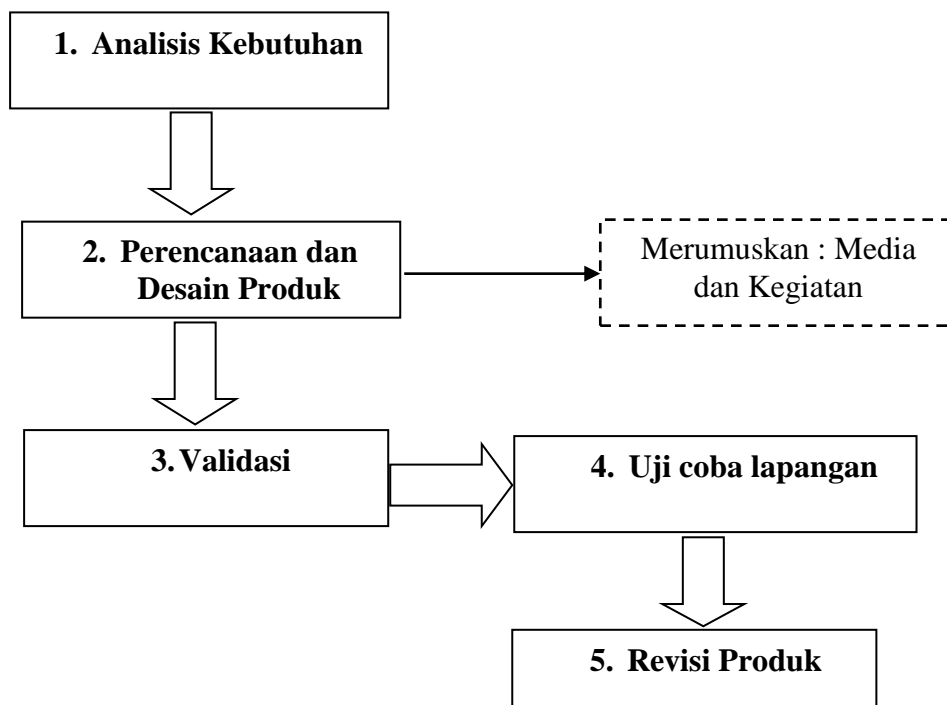 1. Analisis Kebutuhan
2. Perencanaan dan
Desain Produk
Merumuskan : Media
dan Kegiatan
3. Validasi
4. Uji coba lapangan
5. Revisi Produk